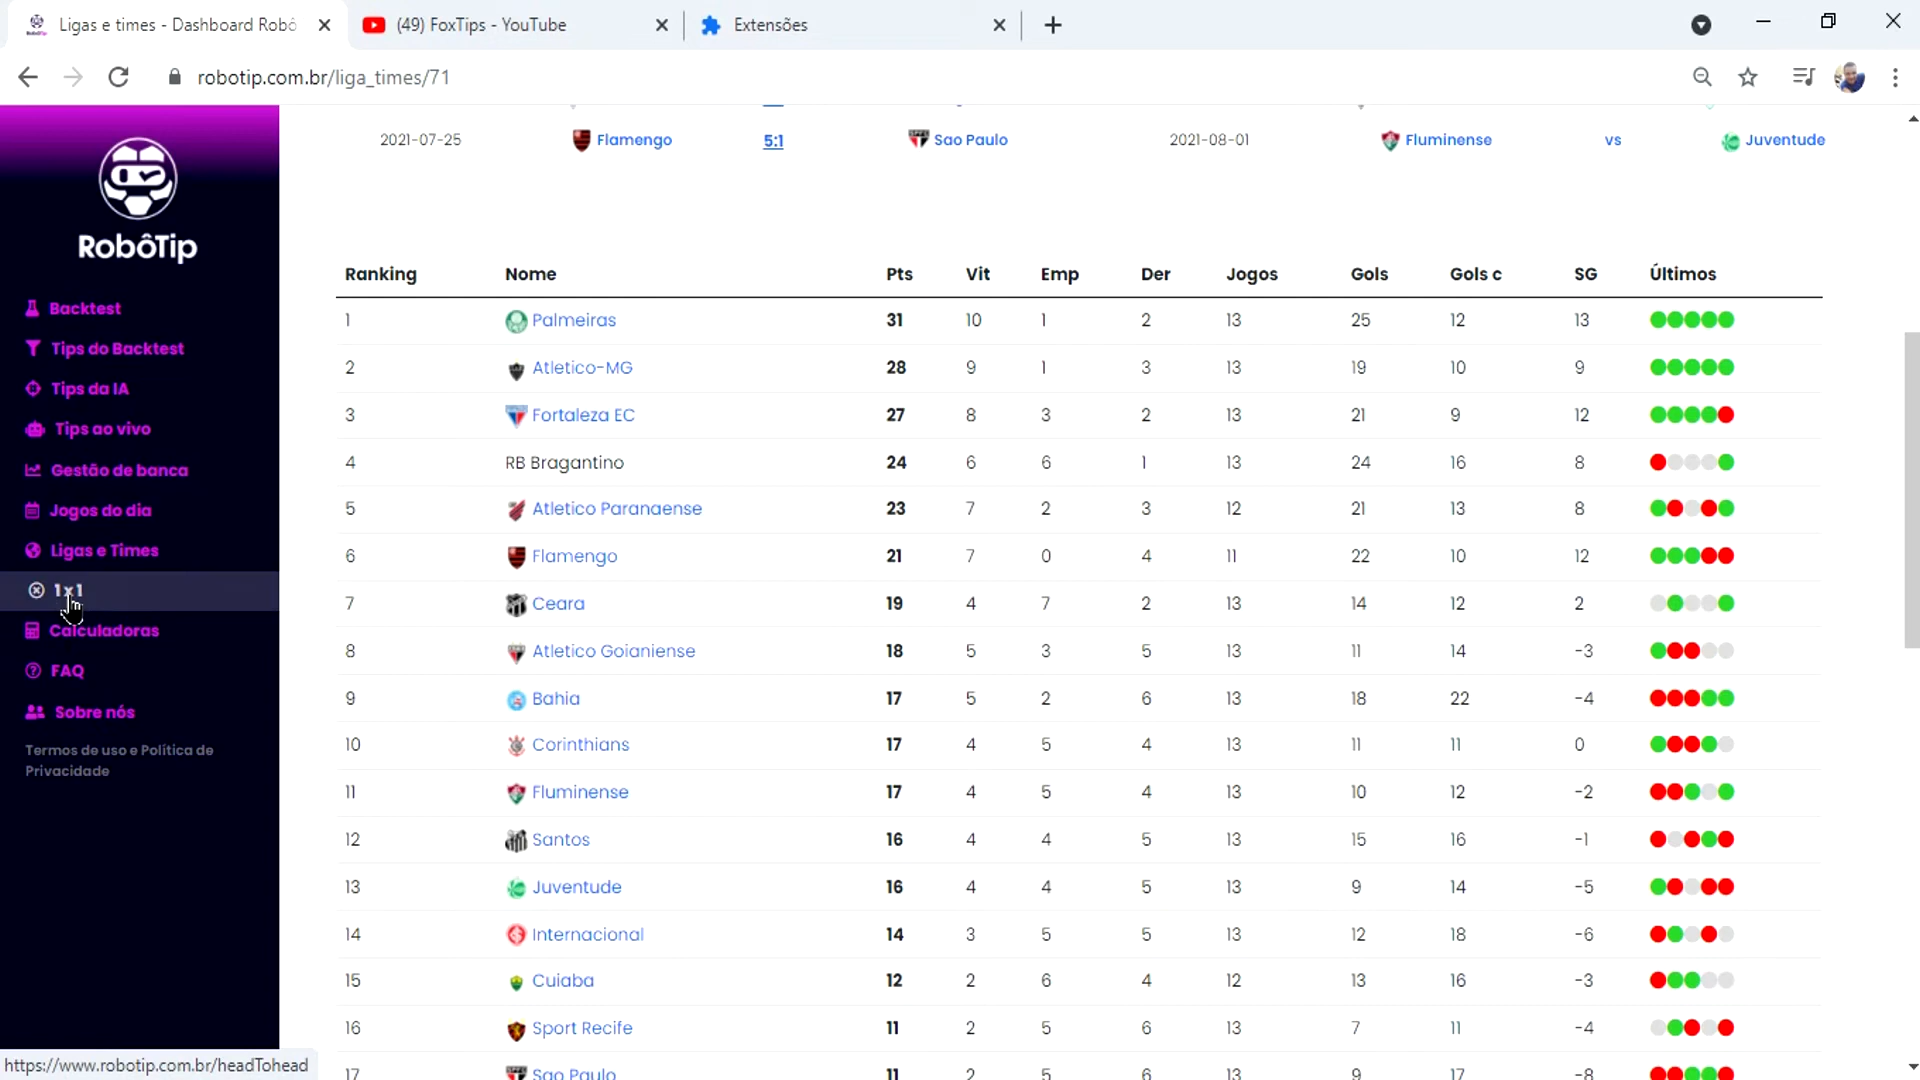 Ligas e times - Dashboard Robô
(49) FoxTips - YouTube
Extensões
robotip.com.br/liga_times/71
2021-07-25 Flamengo 5:1 Sao Paulo 2021-08-01 Fluminense vs Juventude
RobôTip
Backtest
Tips do Backtest
Tips da IA
Tips ao vivo
Gestão de banca
Jogos do dia
Ligas e Times
1x1
Calculadoras
FAQ
Sobre nós
Termos de uso e Política de
Privacidade
Ranking Nome Pts Vit Emp Der Jogos Gols Gols c SG Últimos
1 Palmeiras 31 10 1 2 13 25 12 13
2 Atletico-MG 28 9 1 3 13 19 10 9
3 Fortaleza EC 27 8 3 2 13 21 9 12
4 RB Bragantino 24 6 6 1 13 24 16 8
5 Atletico Paranaense 23 7 2 3 12 21 13 8
6 Flamengo 21 7 0 4 11 22 10 12
7 Ceara 19 4 7 2 13 14 12 2
8 Atletico Goianiense 18 5 3 5 13 11 14 -3
9 Bahia 17 5 2 6 13 18 22 -4
10 Corinthians 17 4 5 4 13 11 11 0
11 Fluminense 17 4 5 4 13 10 12 -2
12 Santos 16 4 4 5 13 15 16 -1
13 Juventude 16 4 4 5 13 9 14 -5
14 Internacional 14 3 5 5 13 12 18 -6
15 Cuiaba 12 2 6 4 12 13 16 -3
16 Sport Recife 11 2 5 6 13 7 11 -4
17 Sao Paulo 11 2 5 6 13 9 17 -8
https://www.robotip.com.br/headTohead